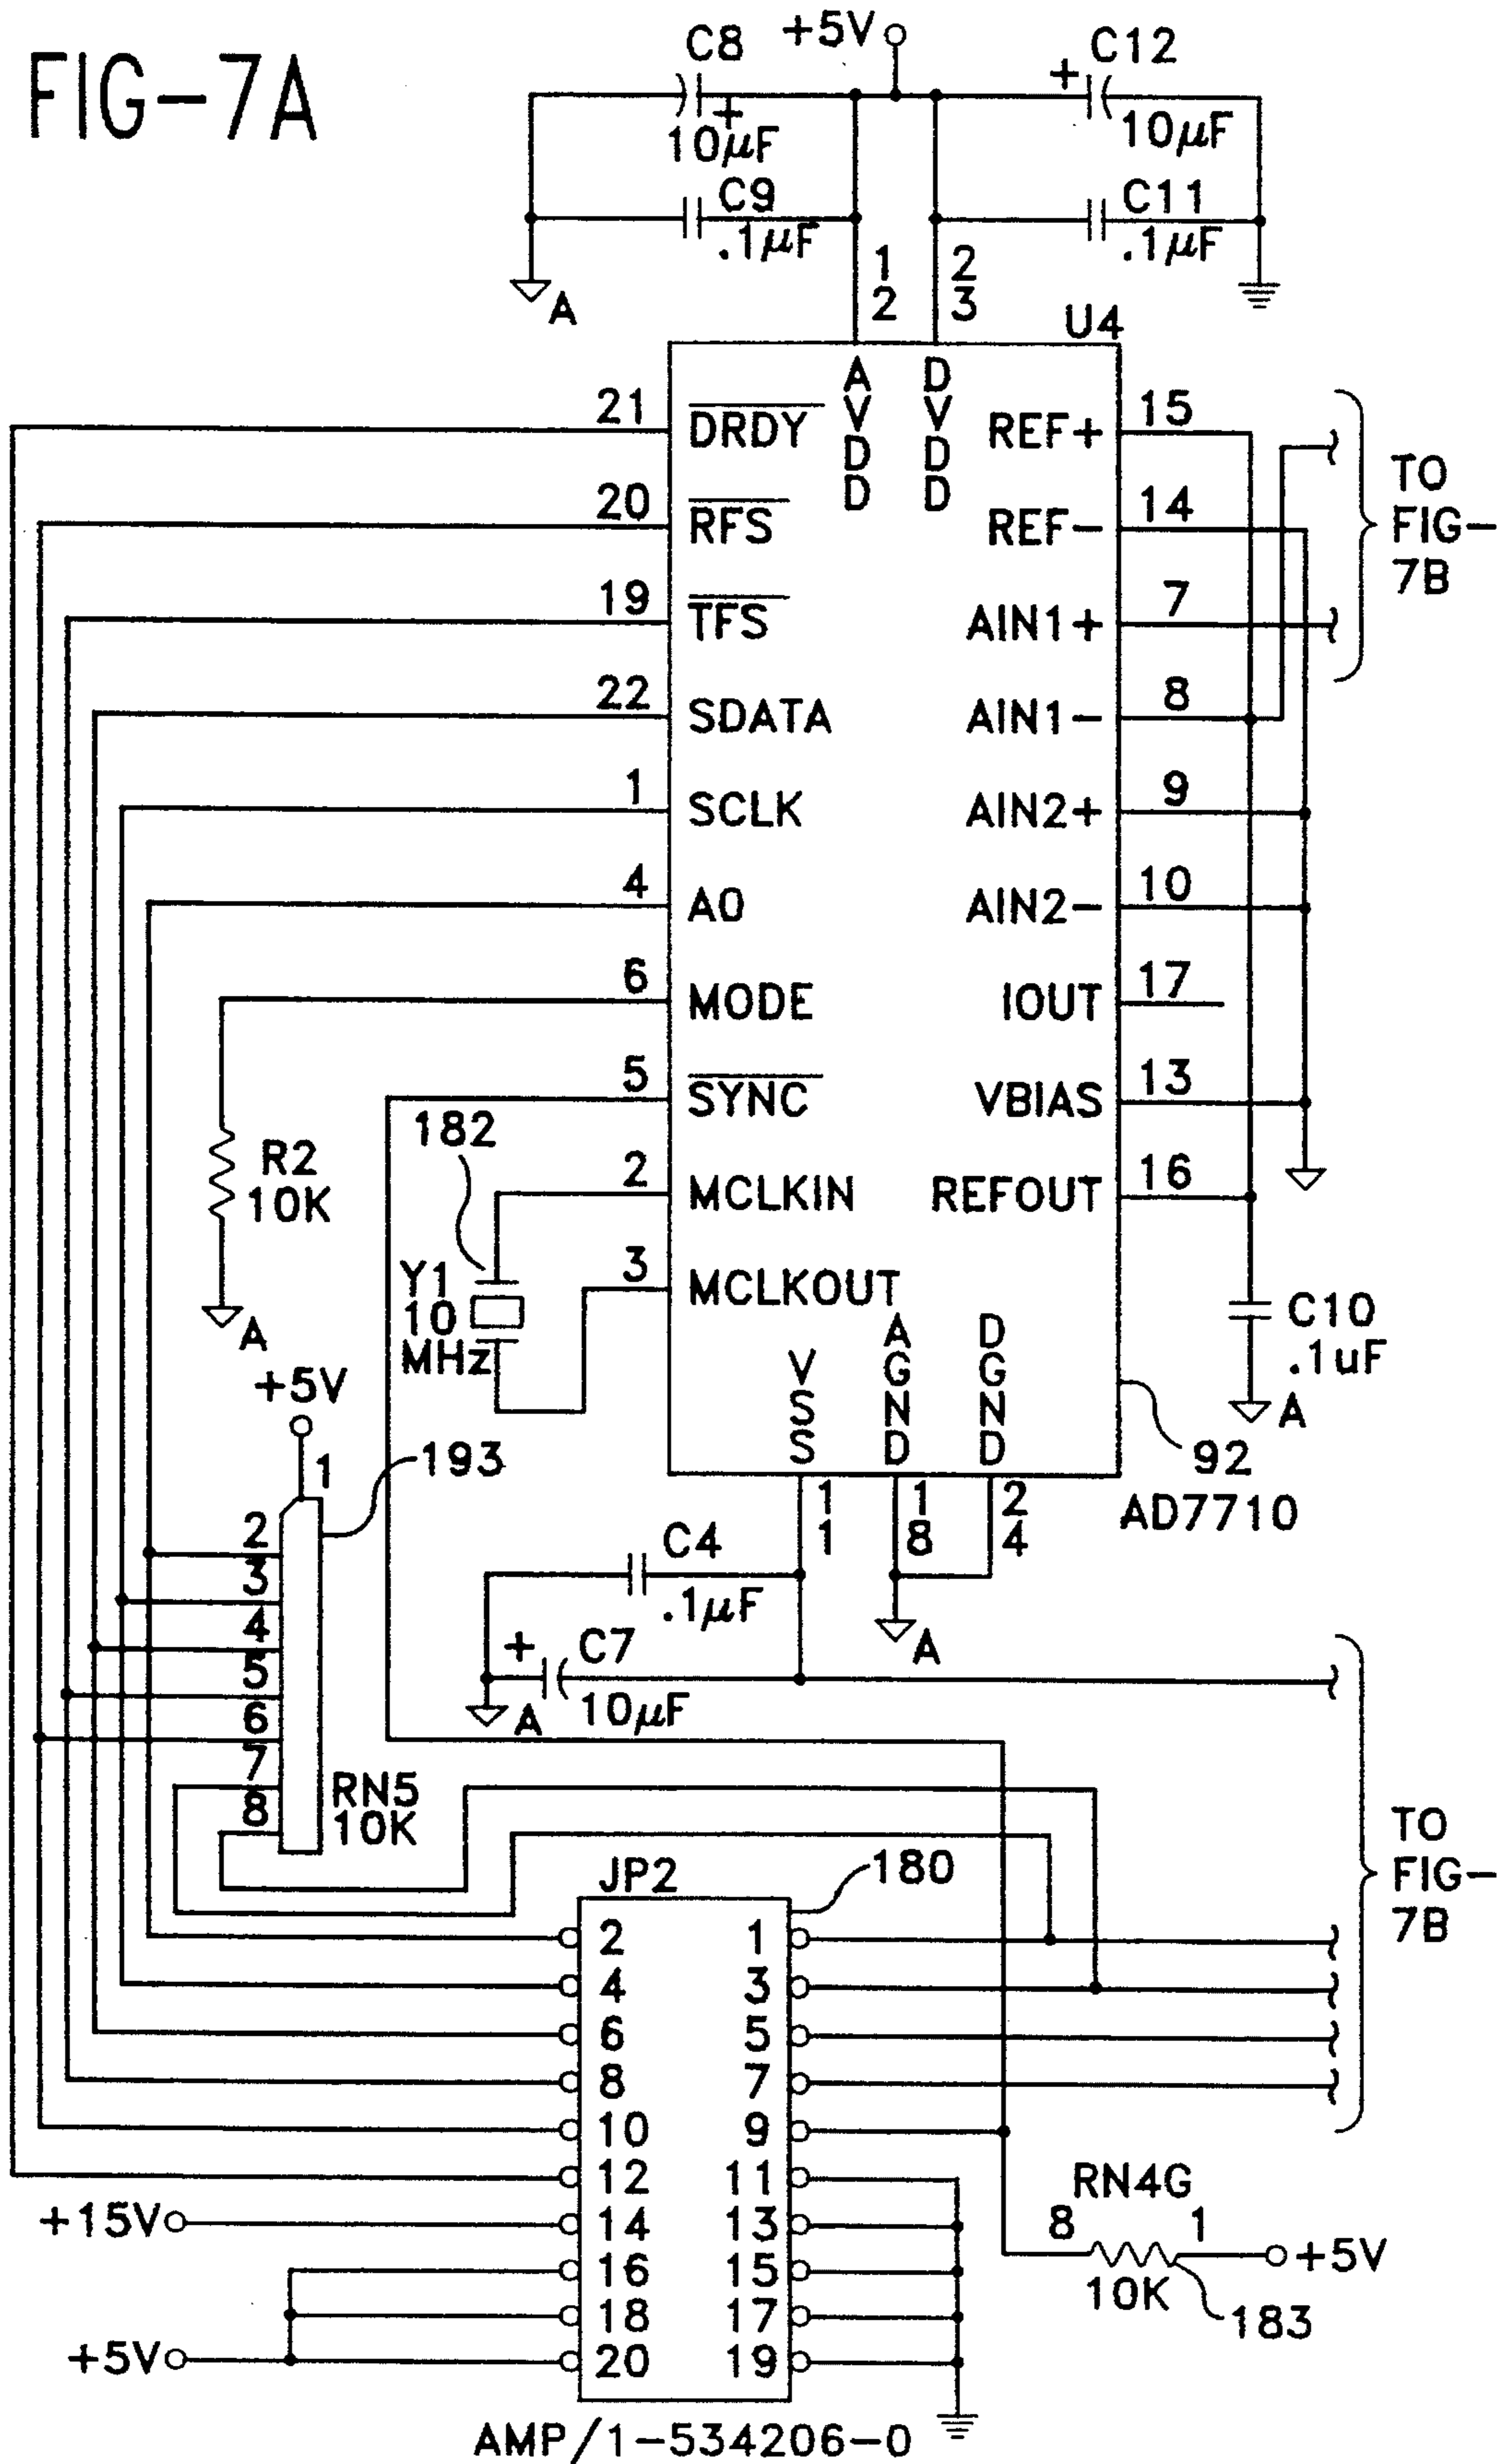 FIG-7A
C8
+5V
C12
+
+
10µF
10µF
C9
C11
.1µF
.1µF
1
2
2
3
A
U4
AVDD
DVDD
21
DRDY
REF+
15
20
RFS
REF-
14
19
TFS
AIN1+
7
22
SDATA
AIN1-
8
1
SCLK
AIN2+
9
4
A0
AIN2-
10
6
MODE
IOUT
17
5
SYNC
VBIAS
13
2
MCLKIN
REFOUT
16
3
MCLKOUT
TO
FIG-
7B
182
R2
10K
A
Y1
10
MHz
VSS
AGND
DGND
C10
.1uF
A
92
AD7710
+5V
1
193
2
3
4
5
6
7
8
RN5
10K
1
1
1
8
2
4
C4
.1µF
A
+
C7
10µF
A
TO
FIG-
7B
JP2
180
2 1
4 3
6 5
8 7
10 9
12 11
14 13
16 15
18 17
20 19
+15V
+5V
RN4G
8
1
+5V
10K
183
AMP/1-534206-0